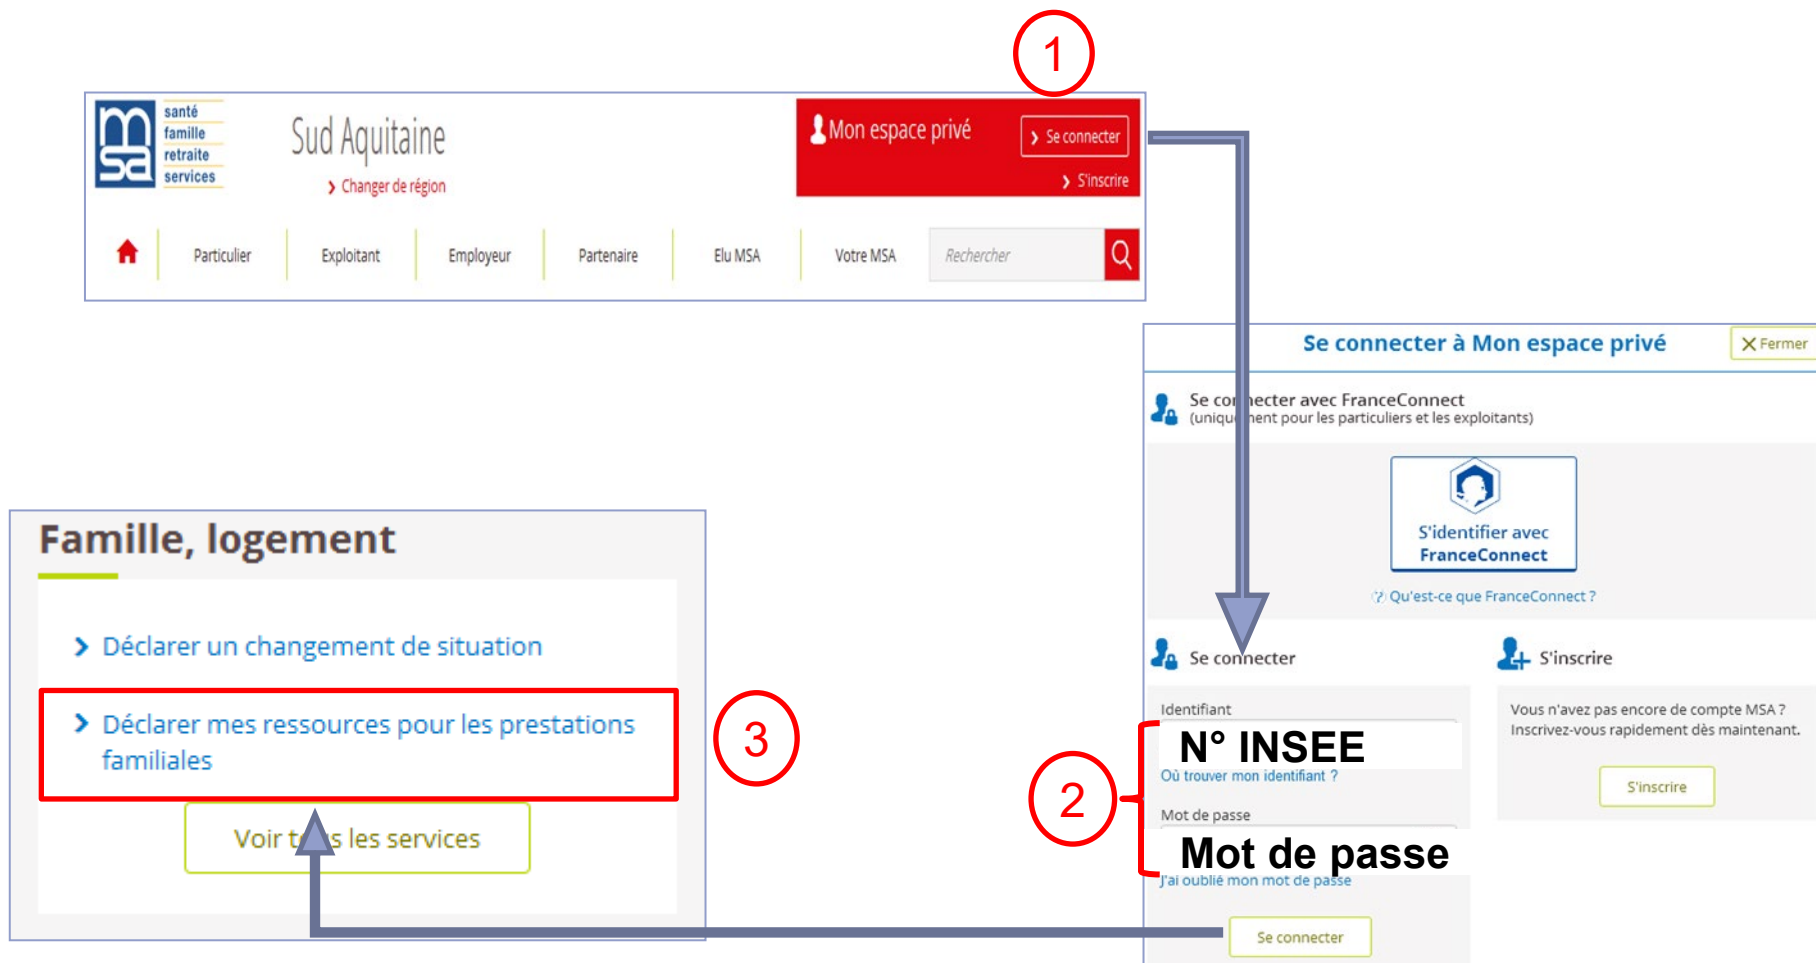 1
santé
famille
retraite
services
msa
Sud Aquitaine
Changer de région
Mon espace privé
Se connecter
S'inscrire
Particulier
Exploitant
Employeur
Partenaire
Elu MSA
Votre MSA
Rechercher
Se connecter à Mon espace privé
Fermer
Se connecter avec FranceConnect
(uniquement pour les particuliers et les exploitants)
S'identifier avec
FranceConnect
? Qu'est-ce que FranceConnect ?
Se connecter
Identifiant
N° INSEE
Où trouver mon identifiant ?
2
Mot de passe
Mot de passe
J'ai oublié mon mot de passe
Se connecter
S'inscrire
Vous n'avez pas encore de compte MSA ?
Inscrivez-vous rapidement dès maintenant.
S'inscrire
Famille, logement
Déclarer un changement de situation
Déclarer mes ressources pour les prestations
familiales
3
Voir tous les services